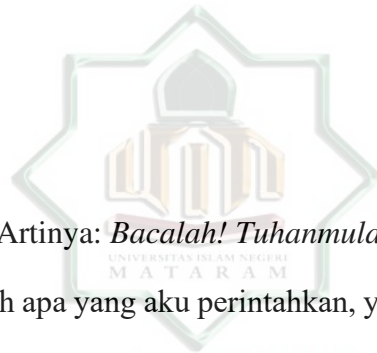 Artinya: Bacalah! Tuhanmula
UNIVERSITAS ISLAM NEGERI
M A T A R A M
h apa yang aku perintahkan, y